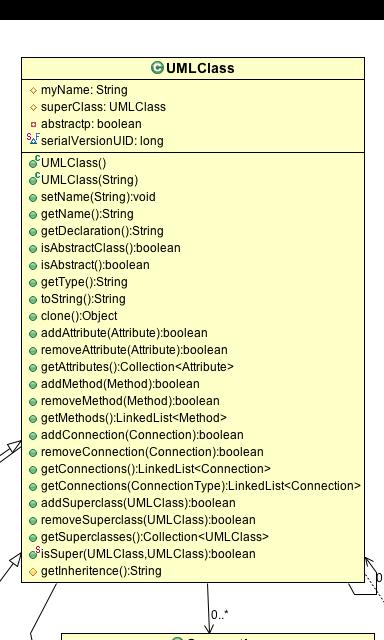 UMLClass
myName: String
superClass: UMLClass
abstractp: boolean
serialVersionUID: long
UMLClass()
UMLClass(String)
setName(String):void
getName():String
getDeclaration():String
isAbstractClass():boolean
isAbstract():boolean
getType():String
toString():String
clone():Object
addAttribute(Attribute):boolean
removeAttribute(Attribute):boolean
getAttributes():Collection<Attribute>
addMethod(Method):boolean
removeMethod(Method):boolean
getMethods():LinkedList<Method>
addConnection(Connection):boolean
removeConnection(Connection):boolean
getConnections():LinkedList<Connection>
getConnections(ConnectionType):LinkedList<Connection>
addSuperclass(UMLClass):boolean
removeSuperclass(UMLClass):boolean
getSuperclasses():Collection<UMLClass>
isSuper(UMLClass,UMLClass):boolean
getInheritence():String
0
0..*